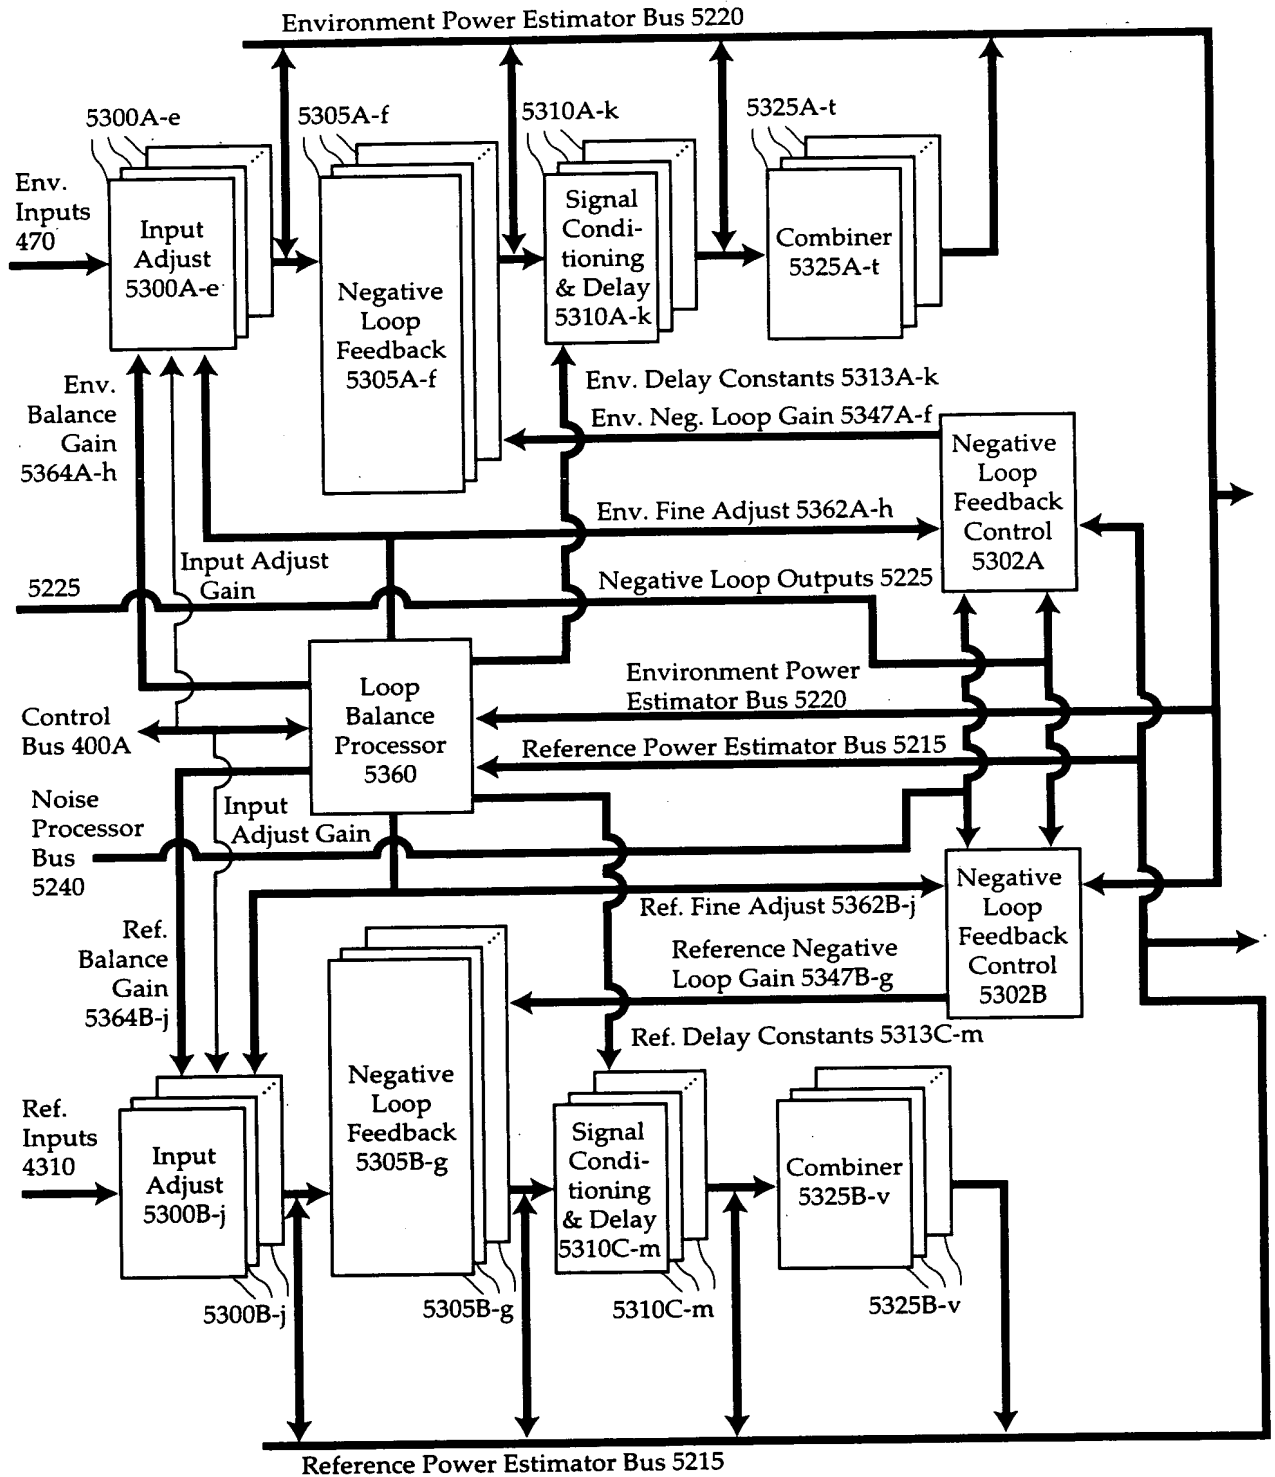 Environment Power Estimator Bus 5220
5300A-e
5305A-f
5310A-k
5325A-t
Env.
Inputs
470
Input
Adjust
5300A-e
Negative
Loop
Feedback
5305A-f
Signal
Condi-
tioning
& Delay
5310A-k
Combiner
5325A-t
Env.
Balance
Gain
5364A-h
Env. Delay Constants 5313A-k
Env. Neg. Loop Gain 5347A-f
Negative
Loop
Feedback
Control
5302A
Env. Fine Adjust 5362A-h
Input Adjust
Gain
5225
Negative Loop Outputs 5225
Loop
Balance
Processor
5360
Environment Power
Estimator Bus 5220
Control
Bus 400A
Reference Power Estimator Bus 5215
Noise
Processor
Bus
5240
Input
Adjust Gain
Negative
Loop
Feedback
Control
5302B
Ref. Fine Adjust 5362B-j
Ref.
Balance
Gain
5364B-j
Reference Negative
Loop Gain 5347B-g
Ref. Delay Constants 5313C-m
Ref.
Inputs
4310
Input
Adjust
5300B-j
Negative
Loop
Feedback
5305B-g
Signal
Condi-
tioning
& Delay
5310C-m
Combiner
5325B-v
5300B-j
5305B-g
5310C-m
5325B-v
Reference Power Estimator Bus 5215